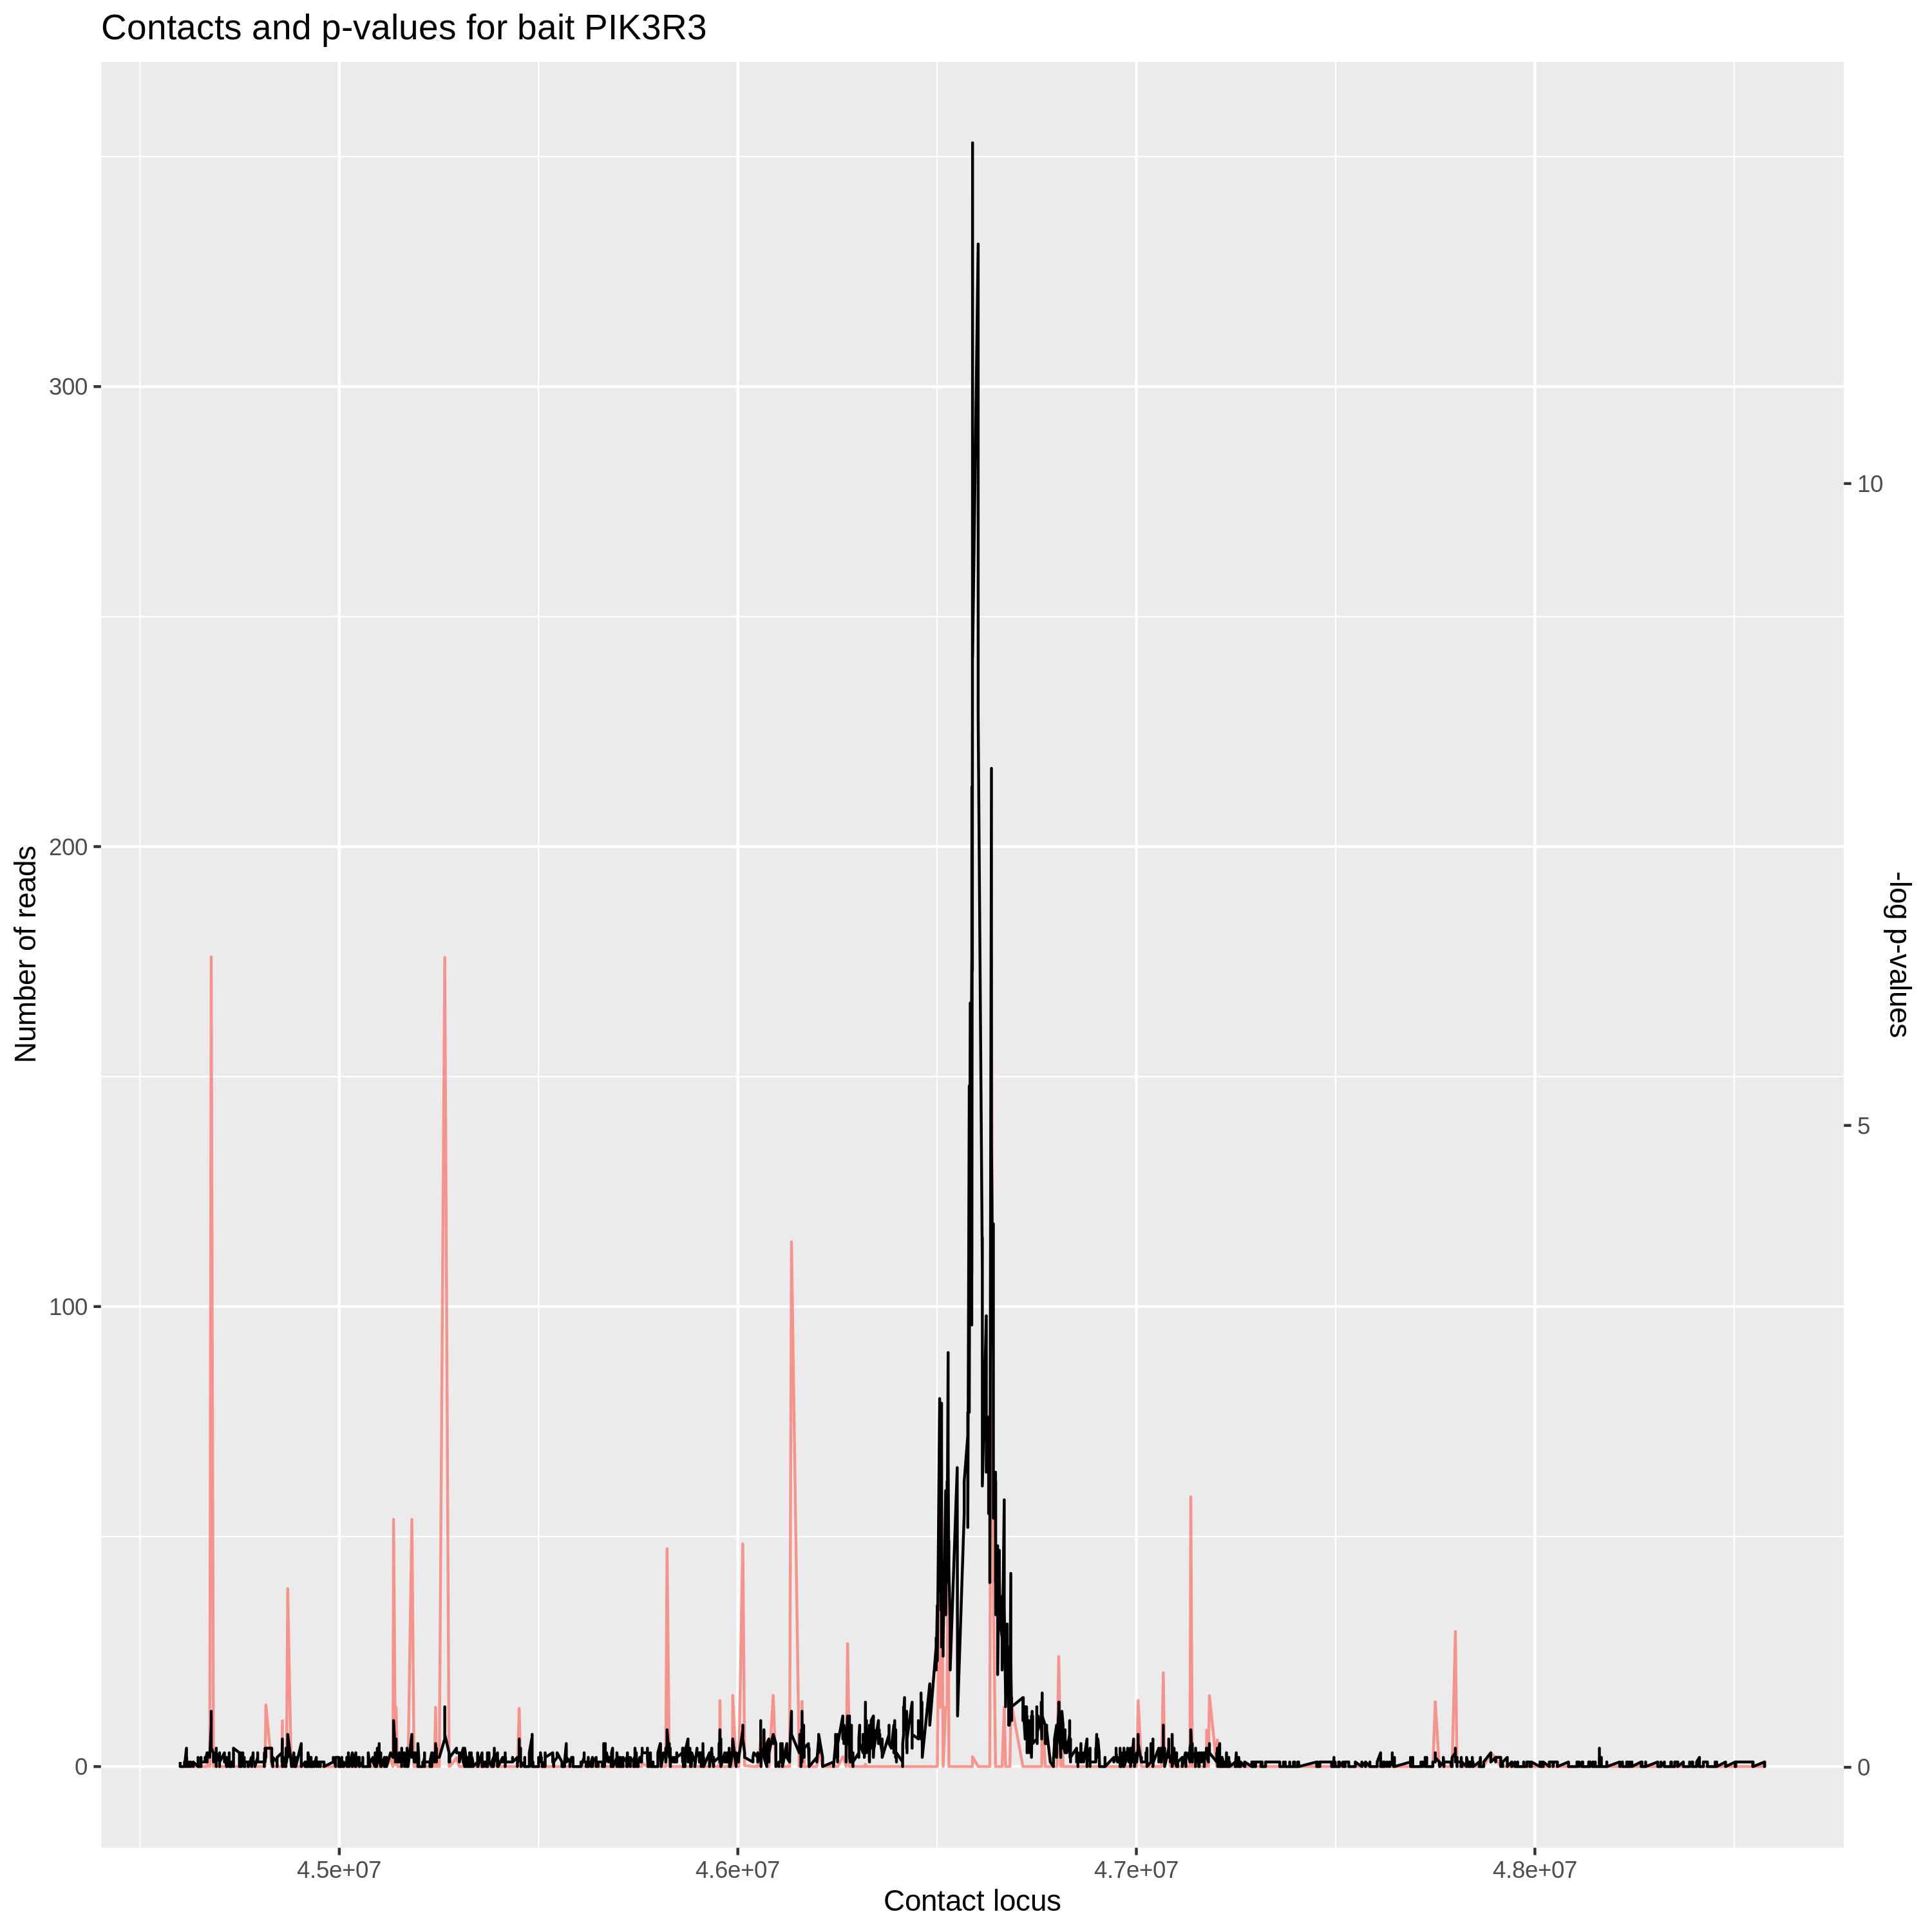 Contacts and p-values for bait PIK3R3
300
200
100
0
Number of reads
10
5
0
-log p-values
4.5e+07 4.6e+07 4.7e+07 4.8e+07
Contact locus